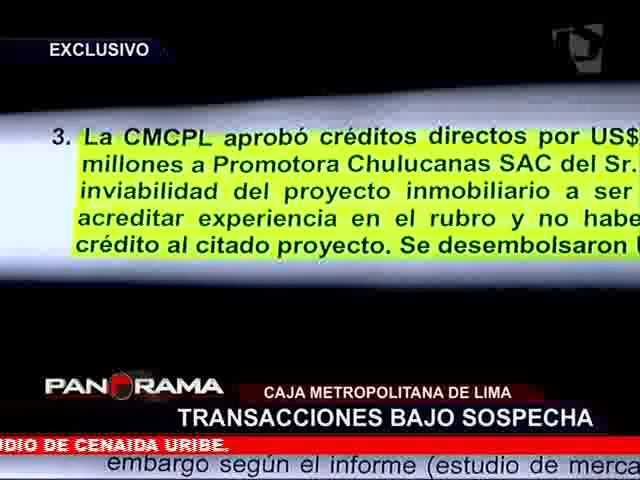 EXCLUSIVO
3. La CMCPL aprobó créditos directos por US$
millones a Promotora Chulucanas SAC del Sr.
inviabilidad del proyecto inmobiliario a ser
acreditar experiencia en el rubro y no habe
crédito al citado proyecto. Se desembolsaron
PANORAMA
CAJA METROPOLITANA DE LIMA
TRANSACCIONES BAJO SOSPECHA
UDIO DE CENAIDA URIBE.
embargo según el informe (estudio de merca